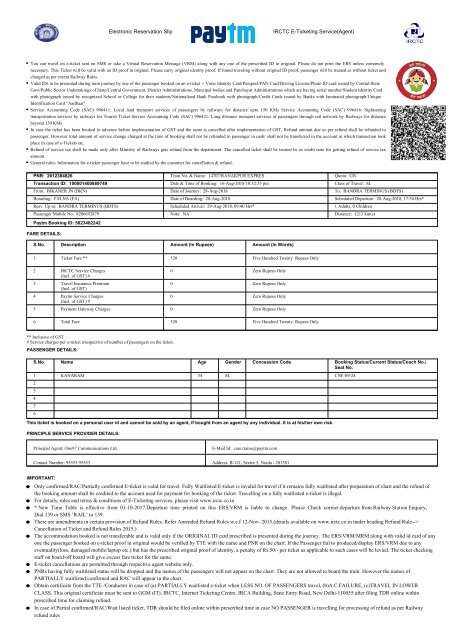 Electronic Reservation Slip
paytm
IRCTC E-Ticketing Service(Agent)
IRCTC
You can travel on e-ticket sent on SMS or take a Virtual Reservation Message (VRM) along with any one of the prescribed ID in original. Please do not print the ERS unless extremely
necessary. This Ticket will be valid with an ID proof in original. Please carry original identity proof. If found traveling without original ID proof, passenger will be treated as without ticket and
charged as per extent Railway Rules.
Valid IDs to be presented during train journey by one of the passenger booked on an e-ticket :- Voter Identity Card/Passport/PAN Card/Driving License/Photo ID card issued by Central/State
Govt/Public Sector Undertakings of State/Central Government, District Administrations, Muncipal bodies and Panchayat Administrations which are having serial number/Student Identity Card
with photograph issued by recognized School or College for their students/Nationalized Bank Passbook with photograph/Credit Cards issued by Banks with laminated photograph/Unique
Identification Card "Aadhaar".
Service Accounting Code (SAC) 996411: Local land transport services of passengers by railways for distance upto 150 KMs Service Accounting Code (SAC) 996416: Sightseeing
transportation services by railways for Tourist Ticket Service Accounting Code (SAC) 996421: Long distance transport services of passengers through rail network by Railways for distance
beyond 150 KMs.
In case the ticket has been booked in advance before implementation of GST and the same is cancelled after implementation of GST, Refund amount due as per refund shall be refunded to
passenger. However total amount of service charge charged at the time of booking shall not be refunded to passenger in cash/ shall not be transferred in the account in which transaction took
place in case of e-Tickets etc.
Refund of service tax shall be made only after Ministry of Railways gets refund from the department. The cancelled ticket shall be treated as credit note for getting refund of service tax
amount.
General rules/ Information for e-ticket passenger have to be studied by the customer for cancellation & refund.
PNR: 2612304826 Train No. & Name: 14707/RANAKPUR EXPRES Quota: GN
Transaction ID: 100001409889749 Date & Time of Booking: 16-Aug-2018 10:12:33 pm Class of Travel: SL
From: BIKANER JN (BKN) Date of Journey: 28-Aug-2018 To: BANDRA TERMINUS (BDTS)
Boarding: FALNA (FA) Date of Boarding: 28-Aug-2018 Scheduled Departure: 28-Aug-2018, 17:54 Hrs*
Resv. Up to: BANDRA TERMINUS (BDTS) Scheduled Arrival: 29-Aug-2018, 09:40 Hrs* 1 Adults, 0 Children
Passenger Mobile No: 8286692879 Note: NA Distance: 1213 km(s)
Paytm Booking ID: 5623402242
FARE DETAILS:
S.No. Description Amount (In Rupees) Amount (In Words)
1 Ticket Fare ** 520 Five Hundred Twenty Rupees Only
2 IRCTC Service Charges 0 Zero Rupees Only
(Incl. of GST) #
3 Travel Insurance Premium 0 Zero Rupees Only
(Incl. of GST)
4 Paytm Service Charges 0 Zero Rupees Only
(Incl. of GST) #
5 Payment Gateway Charges 0 Zero Rupees Only
6 Total Fare 520 Five Hundred Twenty Rupees Only
** Inclusive of GST
# Service charges per e-ticket irrespective of number of passengers on the ticket.
PASSENGER DETAILS:
S.No. Name Age Gender Concession Code Booking Status/Current Status/Coach No./
Seat No.
1 KANARAM 34 M CNF/S9/24
2
3
4
5
6
This ticket is booked on a personal user id and cannot be sold by an agent, if bought from an agent by any individual. It is at his/her own risk.
PRINCIPLE SERVICE PROVIDER DETAILS:
Principal Agent: One97 Communications Ltd. E-Mail Id: care.trains@paytm.com
Contact Number: 95553 95553 Address: B-121, Sector 5, Noida - 201301
IMPORTANT:
Only confirmed/RAC/Partially confirmed E-ticket is valid for travel. Fully Waitlisted E-ticket is invalid for travel if it remains fully waitlisted after preparation of chart and the refund of
the booking amount shall be credited to the account used for payment for booking of the ticket. Travelling on a fully waitlisted e-ticket is illegal.
For details, rules and terms & conditions of E-Ticketing services, please visit www.irctc.co.in
* New Time Table is effective from 01-10-2017.Departure time printed on this ERS/VRM is liable to change. Please Check correct departure from Railway Station Enquiry,
Dial 139 or SMS 'RAIL' to 139.
There are amendments in certain provision of Refund Rules. Refer Amended Refund Rules w.e.f 12-Nov- 2015.(details available on www.irctc.co.in under heading Refund Rule-->
Cancellation of Ticket and Refund Rules 2015.)
The accommodation booked is not transferable and is valid only if the ORIGINAL ID card prescribed is presented during the journey. The ERS/VRM/MRM along with valid id card of any
one the passenger booked on e-ticket proof in original would be verified by TTE with the name and PNR on the chart. If the Passenger fail to produced/display ERS/VRM due to any
eventuality(loss, damaged mobile/laptop etc.) but has the prescribed original proof of identity, a penalty of Rs.50/- per ticket as applicable to such cases will be levied. The ticket checking
staff on board/off board will give excess fare ticket for the same.
E-ticket cancellations are permitted through respective agent website only.
PNRs having fully waitlisted status will be dropped and the names of the passengers will not appear on the chart. They are not allowed to board the train. However the names of
PARTIALLY waitlisted/confirmed and RAC will appear in the chart.
Obtain certificate from the TTE /Conductor in case of (a) PARTIALLY waitlisted e-ticket when LESS NO. OF PASSENGERS travel, (b)A.C.FAILURE, (c)TRAVEL IN LOWER
CLASS. This original certificate must be sent to GGM (IT), IRCTC, Internet Ticketing Centre, IRCA Building, State Entry Road, New Delhi-110055 after filing TDR online within
prescribed time for claiming refund.
In case of Partial confirmed/RAC/Wait listed ticket, TDR should be filed online within prescribed time in case NO PASSENGER is travelling for processing of refund as per Railway
refund rules